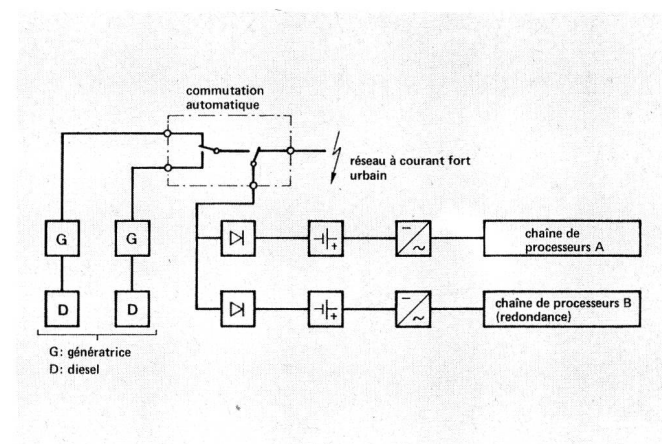 commutation
automatique
réseau à courant fort
urbain
G
G
chaîne de
processeurs A
D
D
chaîne de processeurs B
(redondance)
G: génératrice
D: diesel